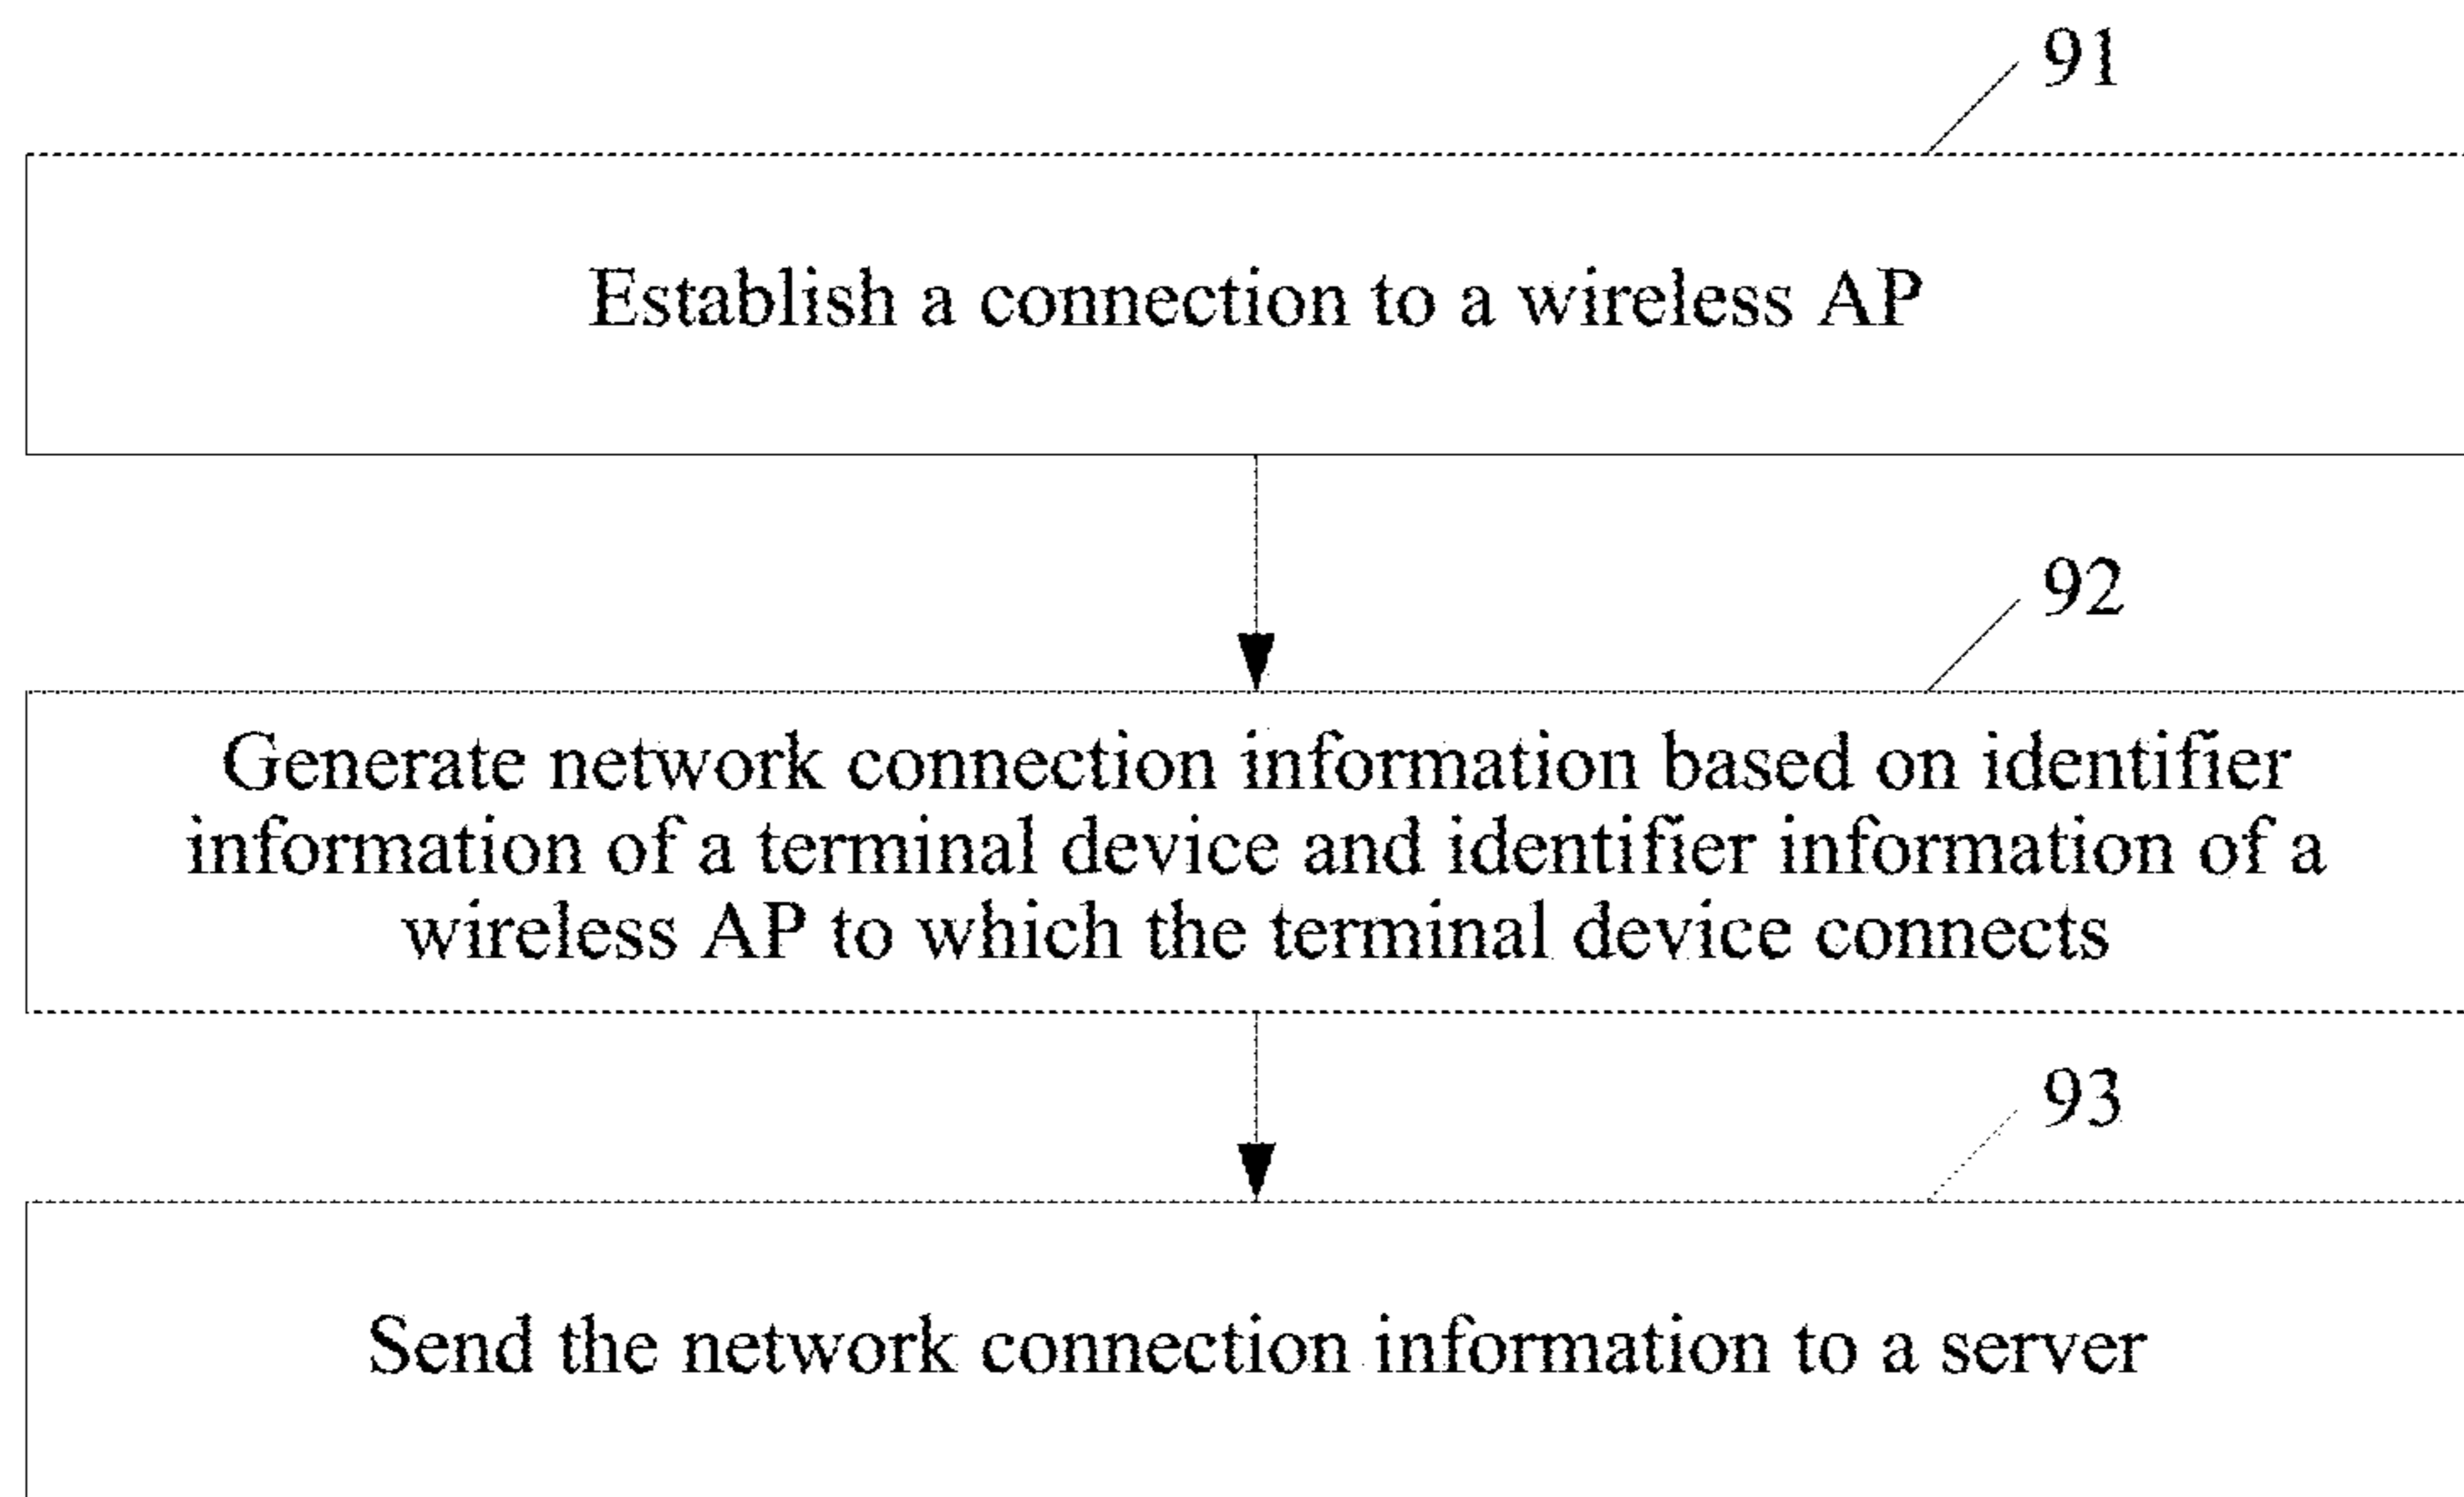 91
Establish a connection to a wireless AP
92
Generate network connection information based on identifier
information of a terminal device and identifier information of a
wireless AP to which the terminal device connects
93
Send the network connection information to a server